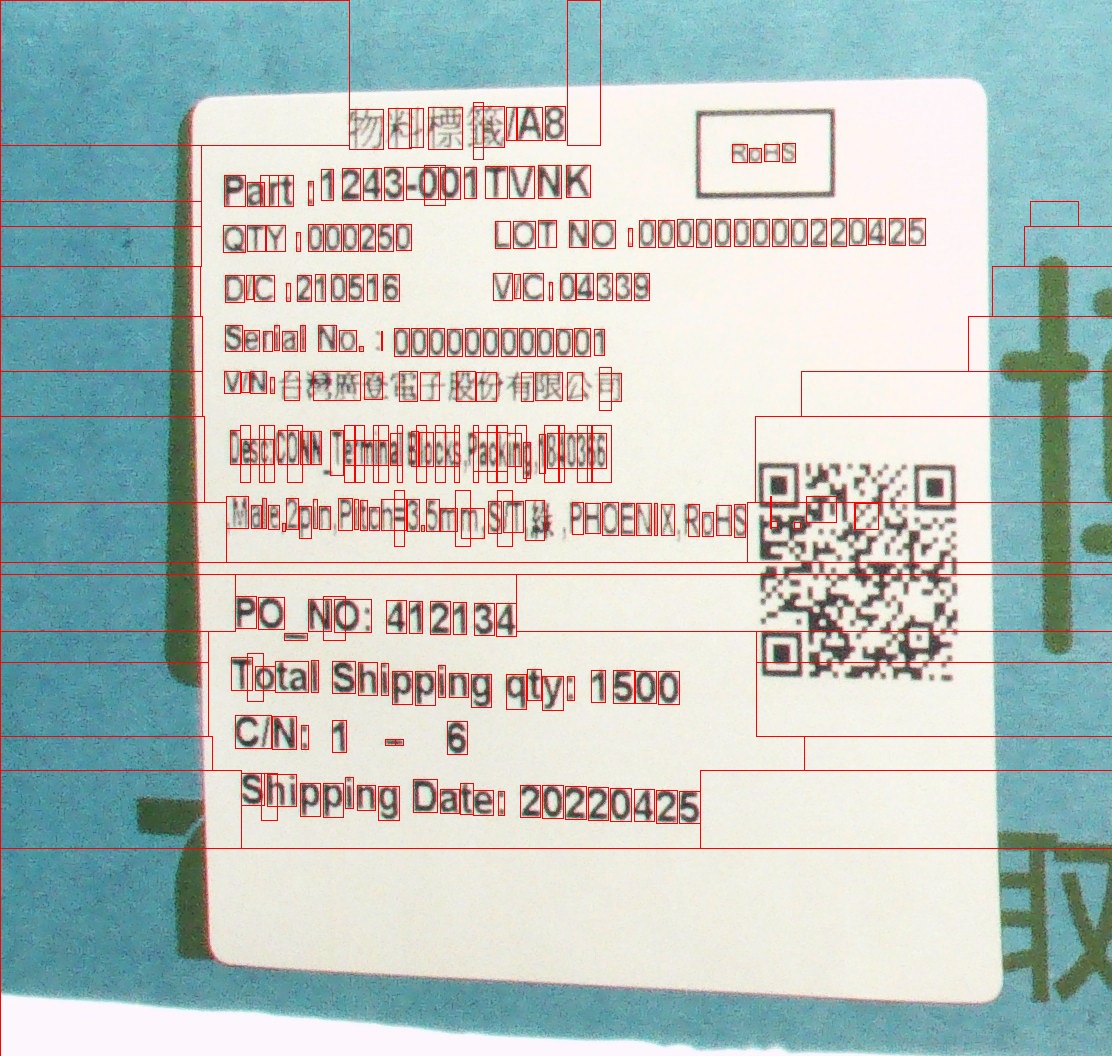 物料標籤/A8
RoHS
Part :1243-001TVNK
QTY :000250 LOT NO :000000000220425
D/C :210516 V/C:04339
Serial No. : 000000000001
V/N:台灣廣登電子股份有限公司
Desc:CONN_Terminal Blocks,Packing,1840366
,Male,2pin,Pitch=3.5mm,S/T,綠,PHOENIX,RoHS
PO_NO: 412134
Total Shipping qty: 1500
C/N: 1 - 6
Shipping Date: 20220425
取